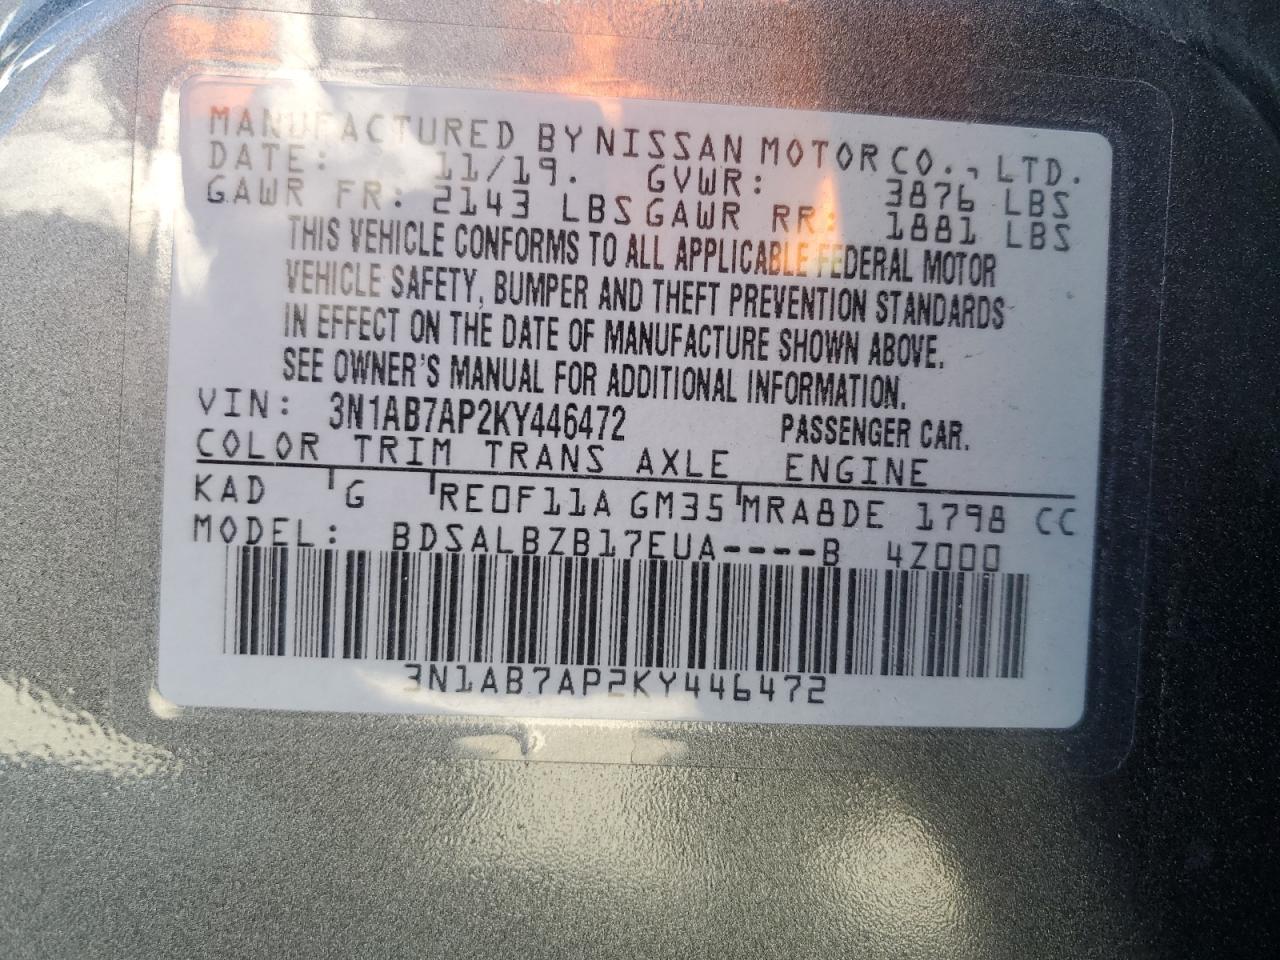 MANUFACTURED BY NISSAN MOTOR CO., LTD.
DATE: 11/19. GVWR: 3876 LBS
GAWR FR: 2143 LBS GAWR RR: 1881 LBS
THIS VEHICLE CONFORMS TO ALL APPLICABLE FEDERAL MOTOR
VEHICLE SAFETY, BUMPER AND THEFT PREVENTION STANDARDS
IN EFFECT ON THE DATE OF MANUFACTURE SHOWN ABOVE.
SEE OWNER'S MANUAL FOR ADDITIONAL INFORMATION.
VIN: 3N1AB7AP2KY446472 PASSENGER CAR.
COLOR TRIM TRANS AXLE ENGINE
KAD G RE0F11A GM35 MRA8DE 1798 CC
MODEL: BDSALBZB17EUA----B 4Z000
3N1AB7AP2KY446472